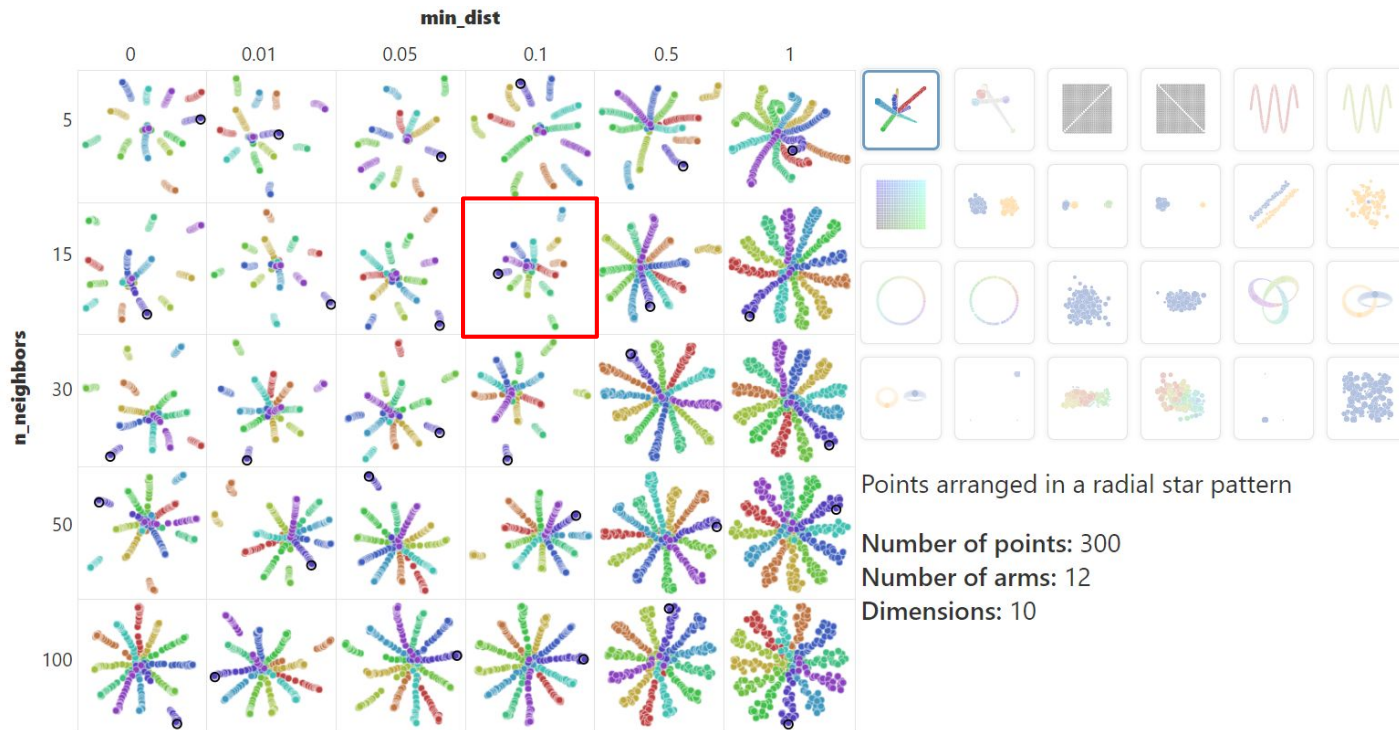 min_dist
0 0.01 0.05 0.1 0.5 1
5
15
n_neighbors
30
50
100
Points arranged in a radial star pattern
Number of points: 300
Number of arms: 12
Dimensions: 10